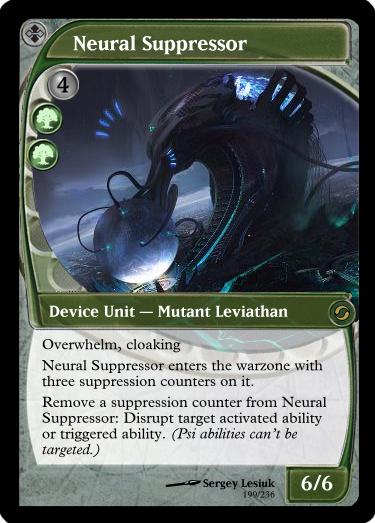 Neural Suppressor
4
Device Unit — Mutant Leviathan
Overwhelm, cloaking
Neural Suppressor enters the warzone with
three suppression counters on it.
Remove a suppression counter from Neural
Suppressor: Disrupt target activated ability
or triggered ability. (Psi abilities can't be
targeted.)
Sergey Lesiuk
199/236
6/6